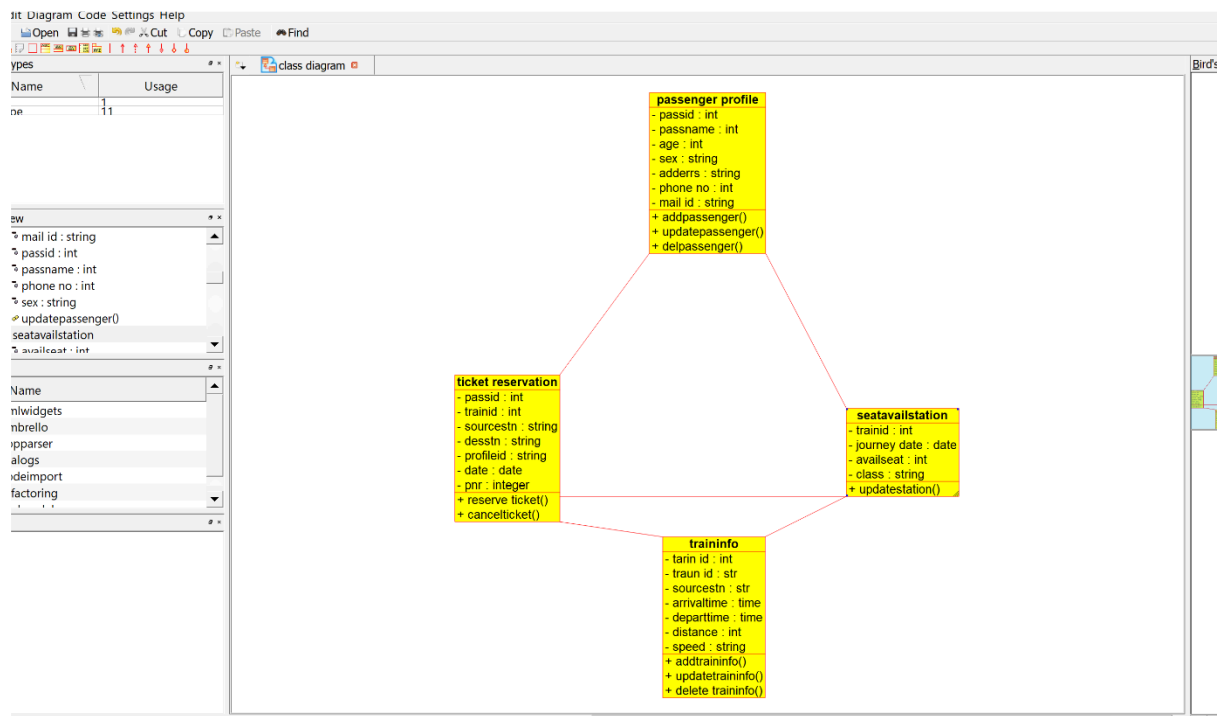 dit Diagram Code Settings Help
Open Cut Copy Paste Find
ypes
class diagram
Bird's
Name Usage
1
pe 11
passenger profile
- passid : int
- passname : int
- age : int
- sex : string
- adderrs : string
- phone no : int
- mail id : string
+ addpassenger()
+ updatepassenger()
+ delpassenger()
ew
mail id : string
passid : int
passname : int
phone no : int
sex : string
updatepassenger()
seatavailstation
availseat : int
Name
mlwidgets
mbrello
pparser
alogs
deimport
factoring
ticket reservation
- passid : int
- trainid : int
- sourcestn : string
- desstn : string
- profileid : string
- date : date
- pnr : integer
+ reserve ticket()
+ cancelticket()
seatavailstation
- trainid : int
- journey date : date
- availseat : int
- class : string
+ updatestation()
traininfo
- tarin id : int
- traun id : str
- sourcestn : str
- arrivaltime : time
- departtime : time
- distance : int
- speed : string
+ addtraininfo()
+ updatetraininfo()
+ delete traininfo()